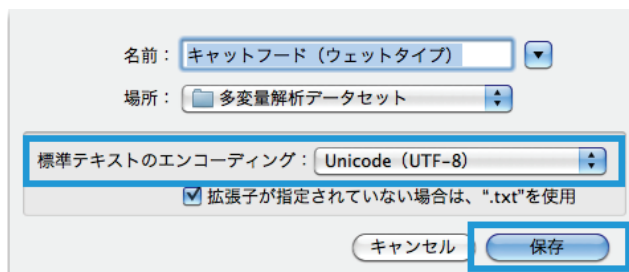 名前： キャットフード（ウェットタイプ）
場所： 多変量解析データセット
標準テキストのエンコーディング： Unicode（UTF-8）
拡張子が指定されていない場合は、“.txt”を使用
キャンセル 保存